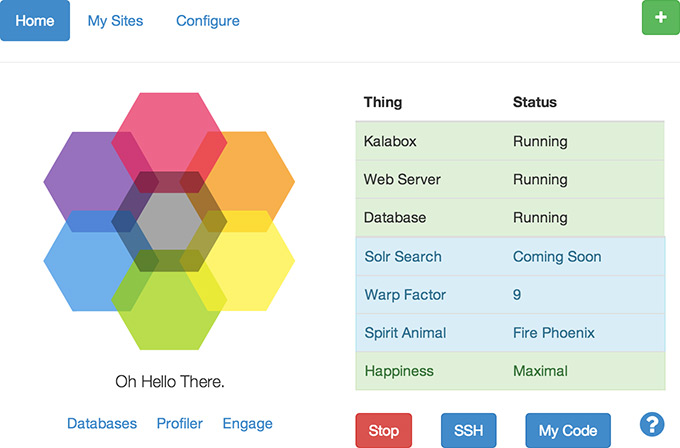 Home My Sites Configure +
Thing Status
Kalabox Running
Web Server Running
Database Running
Solr Search Coming Soon
Warp Factor 9
Spirit Animal Fire Phoenix
Happiness Maximal
Oh Hello There.
Databases Profiler Engage
Stop SSH My Code ?